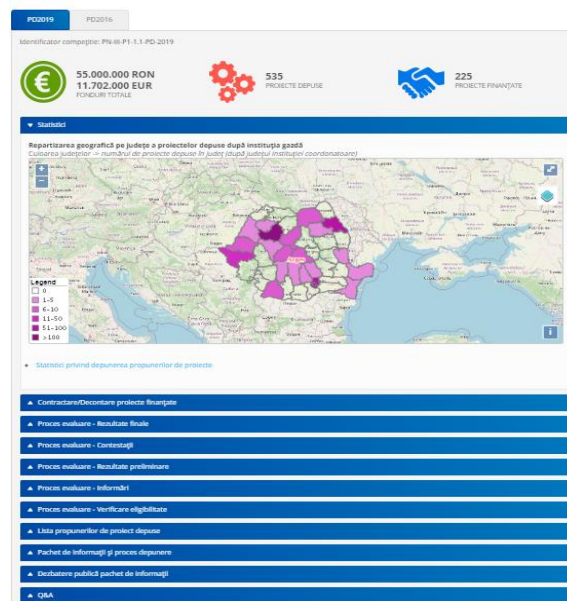 PD2019
PD2016
Identificator competiție: PN-III-P1-1.1-PD-2019
55.000.000 RON
11.702.000 EUR
FONDURI TOTALE
535
PROIECTE DEPUSE
225
PROIECTE FINANȚATE
Statistici
Repartizarea geografică pe județe a proiectelor depuse după instituția gazdă
Culoarea județelor -> numărul de proiecte depuse în județ (după județul instituției coordonatoare)
+
−
Legend
0
1-5
6-10
11-50
51-100
>100
i
Statistici privind depunerea propunerilor de proiecte
Contractare/Decontare proiecte finanțate
Proces evaluare - Rezultate finale
Proces evaluare - Contestații
Proces evaluare - Rezultate preliminare
Proces evaluare - Informări
Proces evaluare - Verificare eligibilitate
Lista propunerilor de proiect depuse
Pachet de informații și proces depunere
Dezbatere publică pachet de informații
Q&A